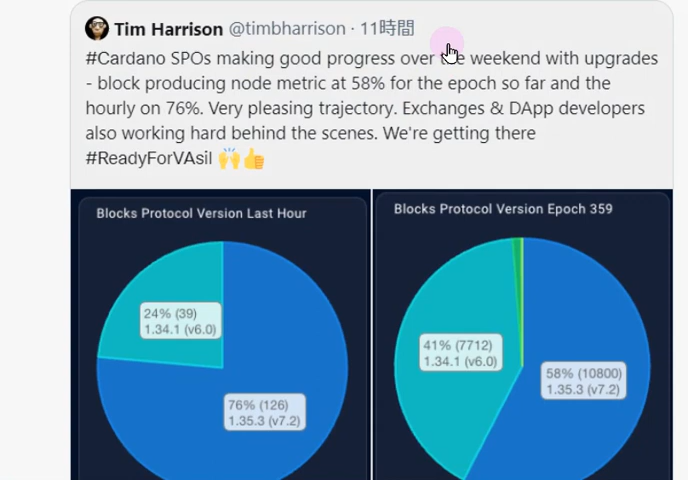 Tim Harrison @timbharrison · 11時間
#Cardano SPOs making good progress over the weekend with upgrades
- block producing node metric at 58% for the epoch so far and the
hourly on 76%. Very pleasing trajectory. Exchanges & DApp developers
also working hard behind the scenes. We're getting there
#ReadyForVAsil 🙌👍
Blocks Protocol Version Last Hour
24% (39)
1.34.1 (v6.0)
76% (126)
1.35.3 (v7.2)
Blocks Protocol Version Epoch 359
41% (7712)
1.34.1 (v6.0)
58% (10800)
1.35.3 (v7.2)